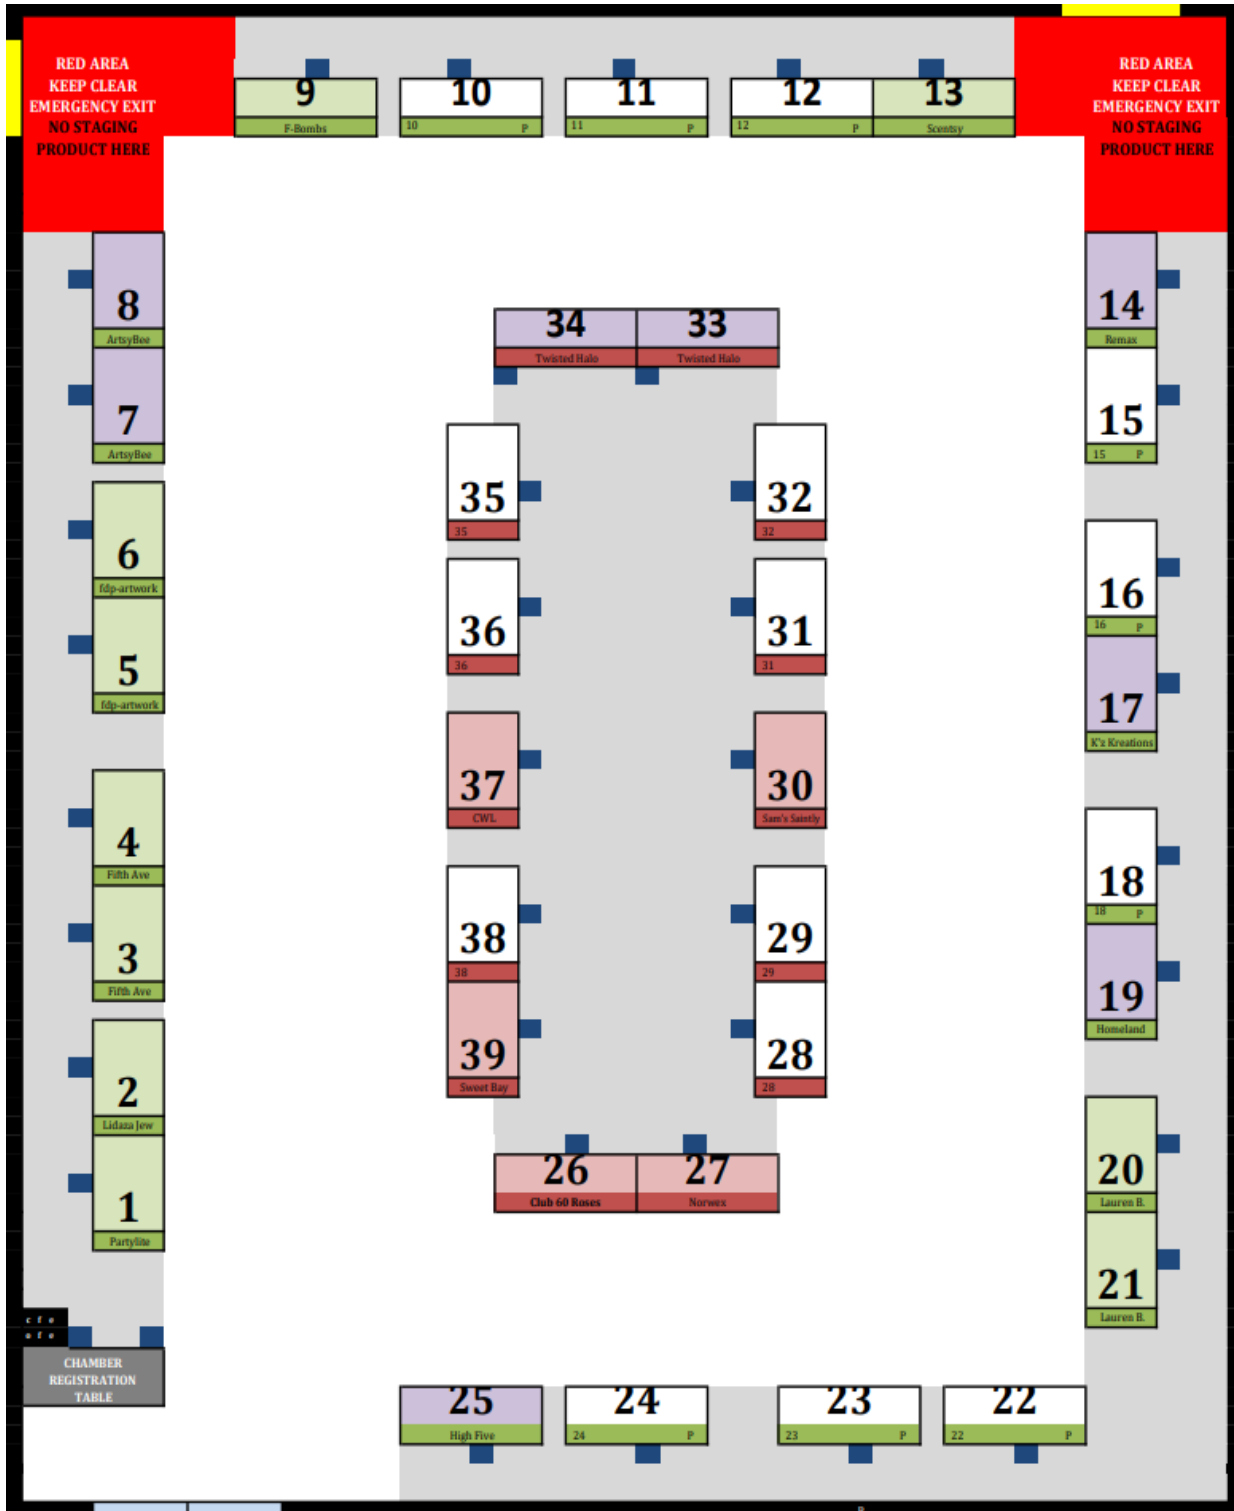 RED AREA
KEEP CLEAR
EMERGENCY EXIT
NO STAGING
PRODUCT HERE
9
F-Bombs
10
10 P
11
11 P
12
12 P
13
Scentsy
RED AREA
KEEP CLEAR
EMERGENCY EXIT
NO STAGING
PRODUCT HERE
8
ArtsyBee
7
ArtsyBee
6
fdp-artwork
5
fdp-artwork
4
Fifth Ave
3
Fifth Ave
2
Lidaza Jew
1
Partylite
c f e
o f e
CHAMBER
REGISTRATION
TABLE
34
Twisted Halo
33
Twisted Halo
35
35
36
36
37
CWL
38
38
39
Sweet Bay
32
32
31
31
30
Sam's Saintly
29
29
28
28
26
Club 60 Roses
27
Norwex
14
Remax
15
15 P
16
16 P
17
K'z Kreations
18
18 P
19
Homeland
20
Lauren B.
21
Lauren B.
25
High Five
24
24 P
23
23 P
22
22 P